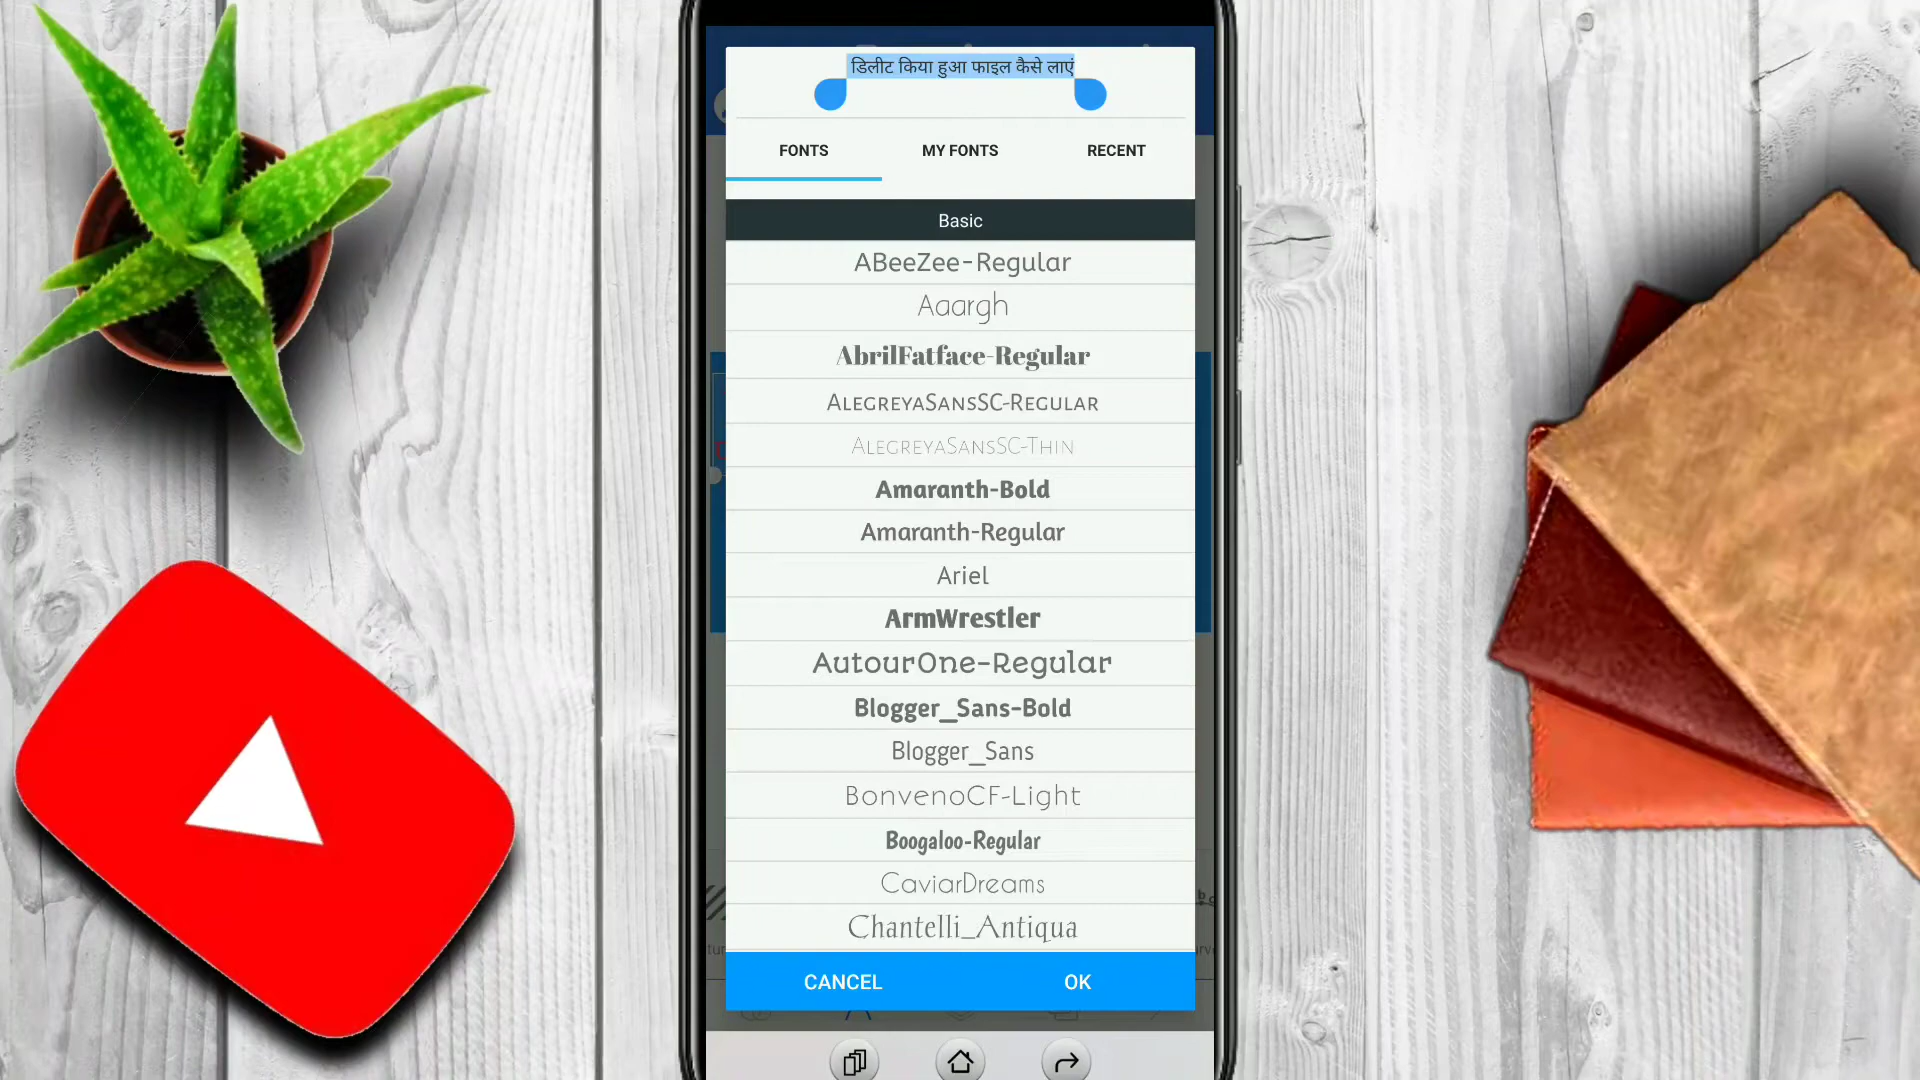 डिलीट किया हुआ फाइल कैसे लाएं
FONTS
MY FONTS
RECENT
Basic
ABeeZee-Regular
Aaargh
AbrilFatface-Regular
AlegreyaSansSC-Regular
AlegreyaSansSC-Thin
Amaranth-Bold
Amaranth-Regular
Ariel
ArmWrestler
AutourOne-Regular
Blogger_Sans-Bold
Blogger_Sans
BonvenoCF-Light
Boogaloo-Regular
CaviarDreams
Chantelli_Antiqua
CANCEL
OK